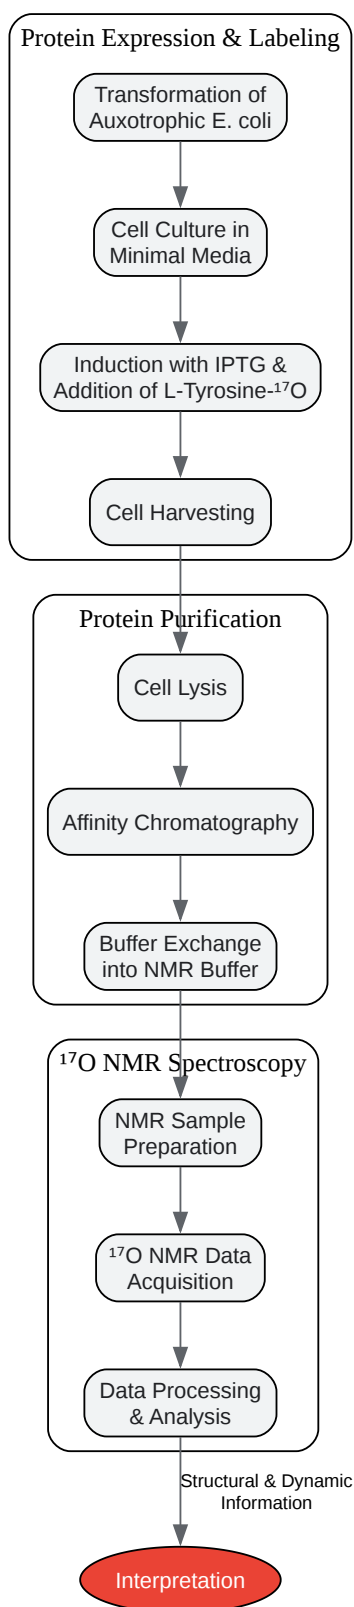 Protein Expression & Labeling
Transformation of
Auxotrophic E. coli
Cell Culture in
Minimal Media
Induction with IPTG &
Addition of L-Tyrosine-¹⁷O
Cell Harvesting
Protein Purification
Cell Lysis
Affinity Chromatography
Buffer Exchange
into NMR Buffer
¹⁷O NMR Spectroscopy
NMR Sample
Preparation
¹⁷O NMR Data
Acquisition
Data Processing
& Analysis
Structural & Dynamic
Information
Interpretation